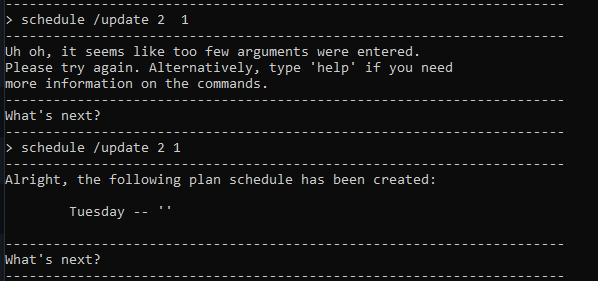 ----------------------------------------------------------------------
> schedule /update 2  1
----------------------------------------------------------------------
Uh oh, it seems like too few arguments were entered.
Please try again. Alternatively, type 'help' if you need
more information on the commands.
----------------------------------------------------------------------
What's next?
----------------------------------------------------------------------
> schedule /update 2 1
----------------------------------------------------------------------
Alright, the following plan schedule has been created:

        Tuesday -- ''

----------------------------------------------------------------------
What's next?
----------------------------------------------------------------------